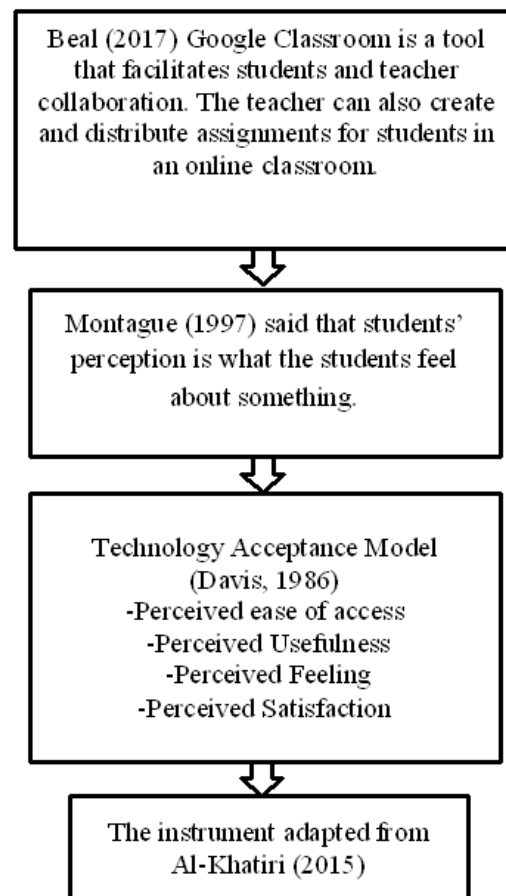 Beal (2017) Google Classroom is a tool
that facilitates students and teacher
collaboration. The teacher can also create
and distribute assignments for students in
an online classroom.
Montague (1997) said that students’
perception is what the students feel
about something.
Technology Acceptance Model
(Davis, 1986)
-Perceived ease of access
-Perceived Usefulness
-Perceived Feeling
-Perceived Satisfaction
The instrument adapted from
Al-Khatiri (2015)